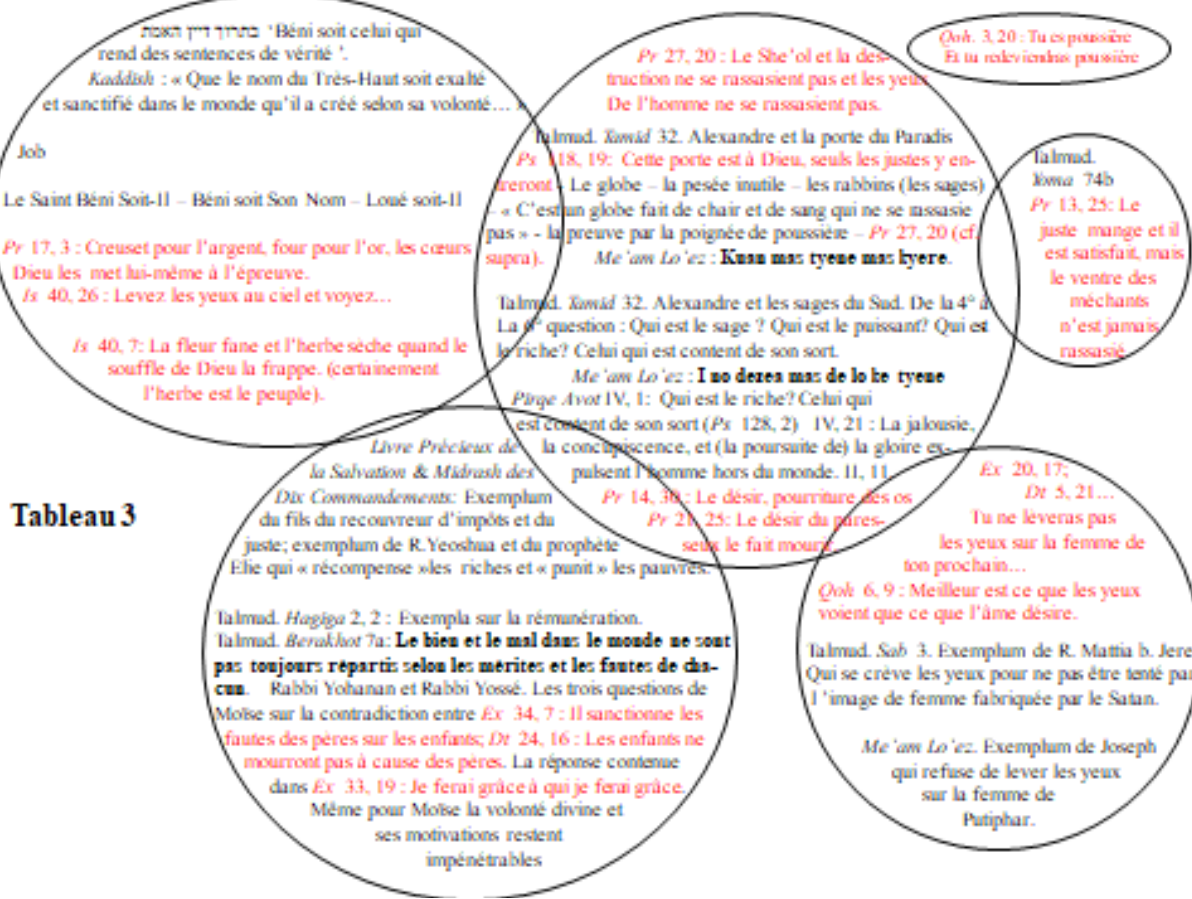 בתרוך דיין האמת ‘Béni soit celui qui
rend des sentences de vérité ’.
Kaddish : « Que le nom du Très-Haut soit exalté
et sanctifié dans le monde qu’il a créé selon sa volonté… »
Job
Le Saint Béni Soit-Il – Béni soit Son Nom – Loué soit-Il
Pr 17, 3 : Creuset pour l’argent, four pour l’or, les cœurs
Dieu les met lui-même à l’épreuve.
Is 40, 26 : Levez les yeux au ciel et voyez…
Is 40, 7: La fleur fane et l’herbe sèche quand le
souffle de Dieu la frappe. (certainement
l’herbe est le peuple).
Pr 27, 20 : Le She’ol et la des-
truction ne se rassasient pas et les yeux
De l’homme ne se rassasient pas.
Talmud. Tamid 32. Alexandre et la porte du Paradis
Ps 118, 19: Cette porte est à Dieu, seuls les justes y en-
treront - Le globe – la pesée inutile – les rabbins (les sages)
– « C’est un globe fait de chair et de sang qui ne se rassasie
pas » - la preuve par la poignée de poussière – Pr 27, 20 (cf.
supra). Me’am Lo’ez : Kuan mas tyene mas kyere.
Talmud. Tamid 32. Alexandre et les sages du Sud. De la 4° à
La 6° question : Qui est le sage ? Qui est le puissant? Qui est
le riche? Celui qui est content de son sort.
Me’am Lo’ez : I no dezea mas de lo ke tyene
Pirqe Avot IV, 1: Qui est le riche? Celui qui
est content de son sort (Ps 128, 2) IV, 21 : La jalousie,
la concupiscence, et (la poursuite de) la gloire ex-
pulsent l’homme hors du monde. II, 11
Pr 14, 30 : Le désir, pourriture des os
Pr 21, 25: Le désir du pares-
seux le fait mourir
Qoh. 3, 20 : Tu es poussière
Et tu redeviendras poussière
Talmud.
Yoma 74b
Pr 13, 25: Le
juste mange et il
est satisfait, mais
le ventre des
méchants
n’est jamais
rassasié
Tableau 3
Livre Précieux de
la Salvation & Midrash des
Dix Commandements: Exemplum
du fils du recouvreur d’impôts et du
juste; exemplum de R.Yeoshua et du prophète
Elie qui « récompense »les riches et « punit » les pauvres.
Talmud. Hagiga 2, 2 : Exempla sur la rémunération.
Talmud. Berakhot 7a: Le bien et le mal dans le monde ne sont
pas toujours répartis selon les mérites et les fautes de cha-
cun. Rabbi Yohanan et Rabbi Yossé. Les trois questions de
Moïse sur la contradiction entre Ex 34, 7 : Il sanctionne les
fautes des pères sur les enfants; Dt 24, 16 : Les enfants ne
mourront pas à cause des pères. La réponse contenue
dans Ex 33, 19 : Je ferai grâce à qui je ferai grâce.
Même pour Moïse la volonté divine et
ses motivations restent
impénétrables
Ex 20, 17;
Dt 5, 21…
Tu ne lèveras pas
les yeux sur la femme de
ton prochain…
Qoh 6, 9 : Meilleur est ce que les yeux
voient que ce que l’âme désire.
Talmud. Sab 3. Exemplum de R. Mattia b. Jere
Qui se crève les yeux pour ne pas être tenté par
l ’image de femme fabriquée par le Satan.
Me’am Lo’ez. Exemplum de Joseph
qui refuse de lever les yeux
sur la femme de
Putiphar.